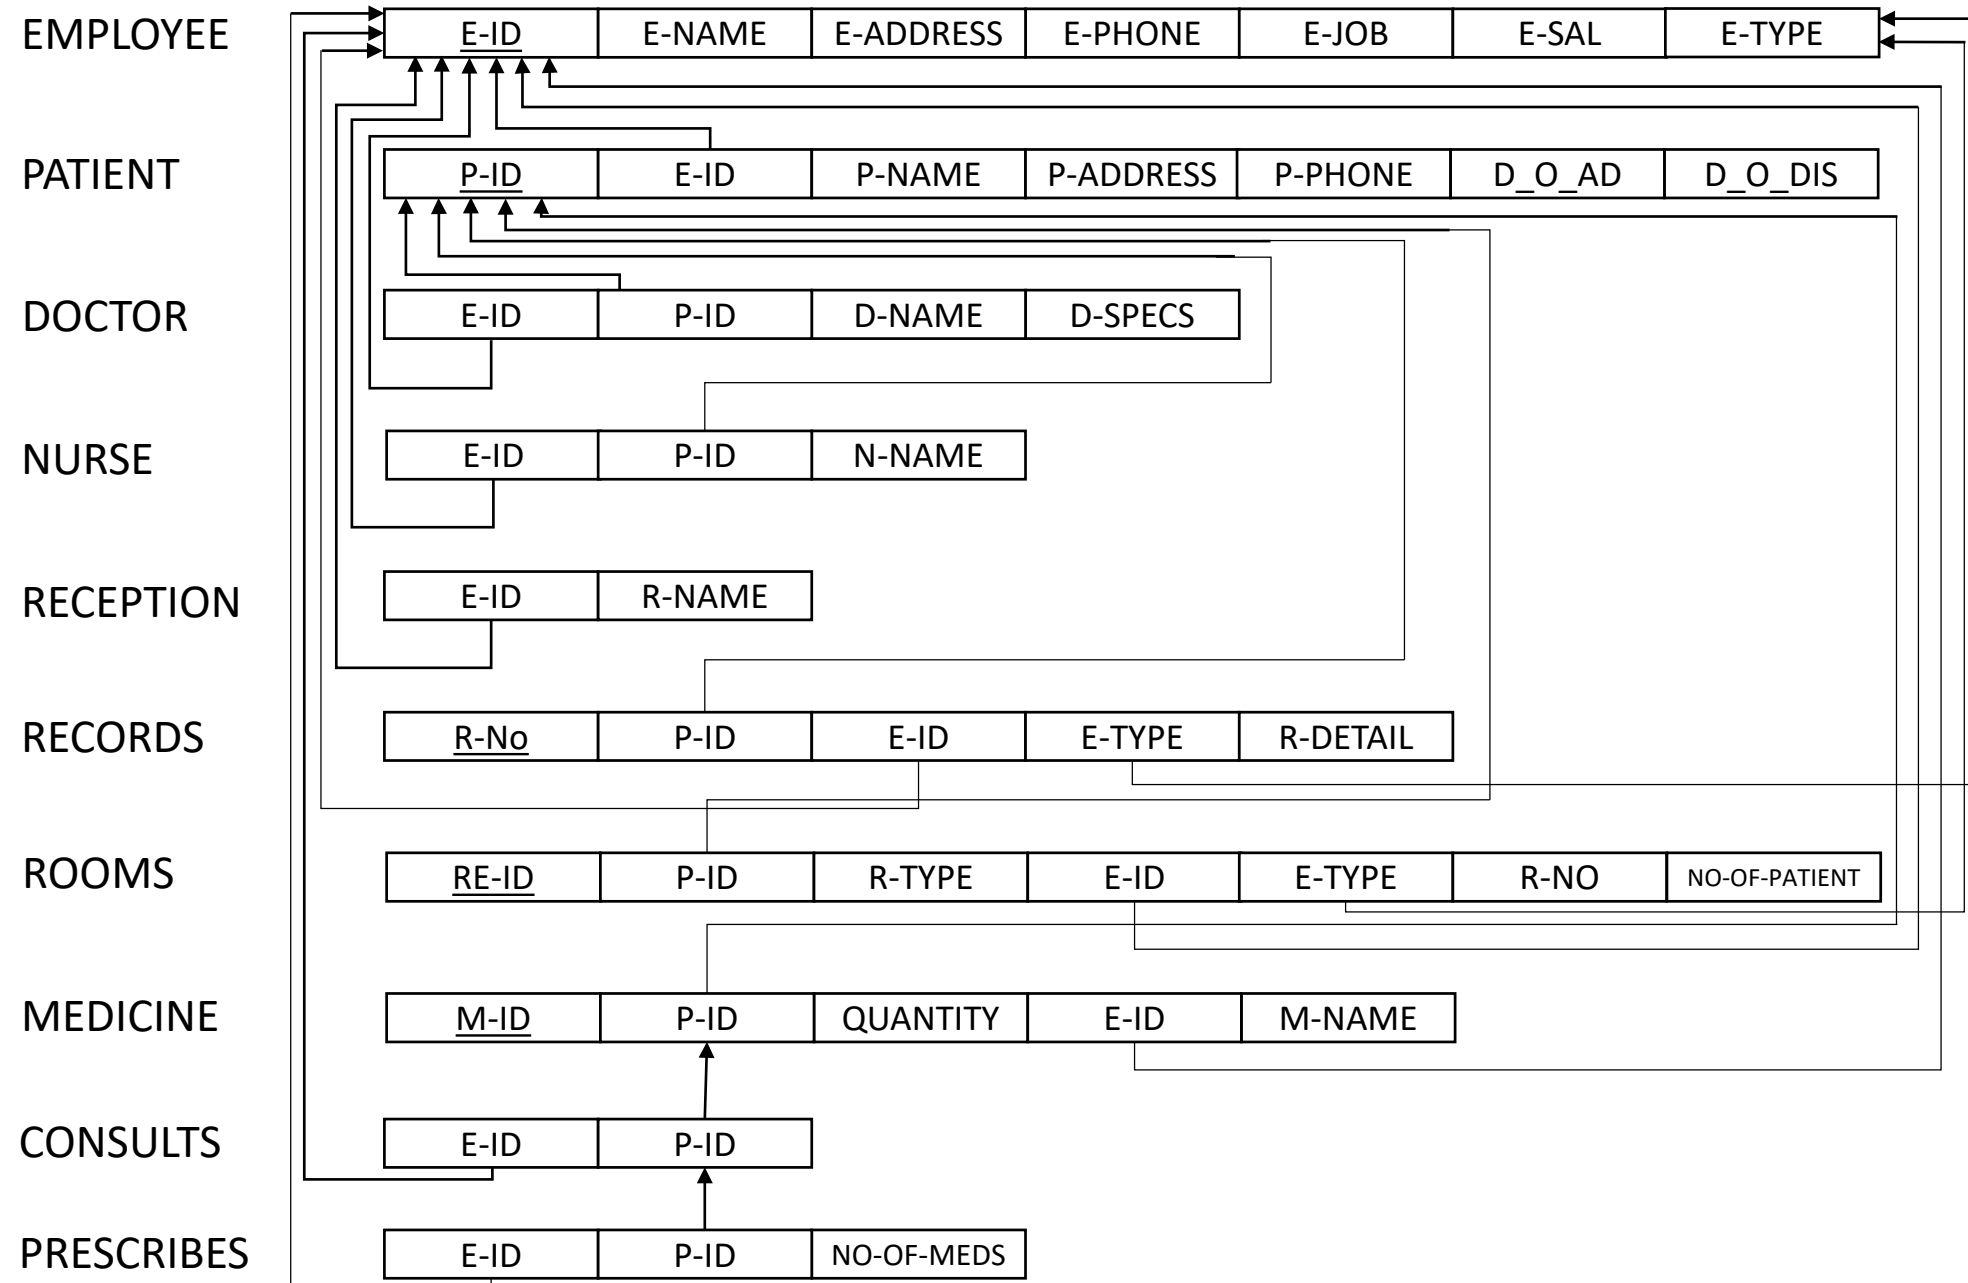 EMPLOYEE E-ID E-NAME E-ADDRESS E-PHONE E-JOB E-SAL E-TYPE
PATIENT P-ID E-ID P-NAME P-ADDRESS P-PHONE D_O_AD D_O_DIS
DOCTOR E-ID P-ID D-NAME D-SPECS
NURSE E-ID P-ID N-NAME
RECEPTION E-ID R-NAME
RECORDS R-No P-ID E-ID E-TYPE R-DETAIL
ROOMS RE-ID P-ID R-TYPE E-ID E-TYPE R-NO NO-OF-PATIENT
MEDICINE M-ID P-ID QUANTITY E-ID M-NAME
CONSULTS E-ID P-ID
PRESCRIBES E-ID P-ID NO-OF-MEDS